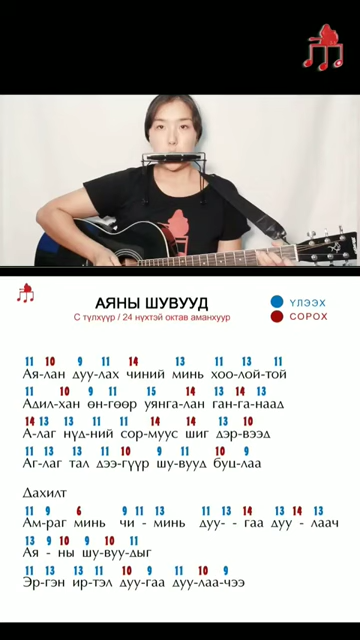 АЯНЫ ШУВУУД
С түлхүүр / 24 нүхтэй октав аманхуур
ҮЛЭЭХ
СОРОХ
11 10 9 11 14 13 11 13 11
Ая-лан дуу-лах чиний минь хоо-лой-той
11 10 9 11 15 14 13 14 13
Адил-хан өн-гөөр уянга-лан ган-га-наад
14 13 13 11 14 14 13 10
А-лаг нүд-ний сор-муус шиг дэр-вээд
11 13 13 11 10 9 11 10 9
Аг-лаг тал дээ-гүүр шу-вууд буц-лаа
Дахилт
11 9 6 9 11 13 11 13 14 13 14 13
Ам-раг минь чи - минь дуу- - гаа дуу - лаач
13 9 10 9 10 11
Ая - ны шу-вуу-дыг
11 13 11 13 10 9 10 10 9
Эр-гэн ир-тэл дуу-гаа дуу-лаа-чээ